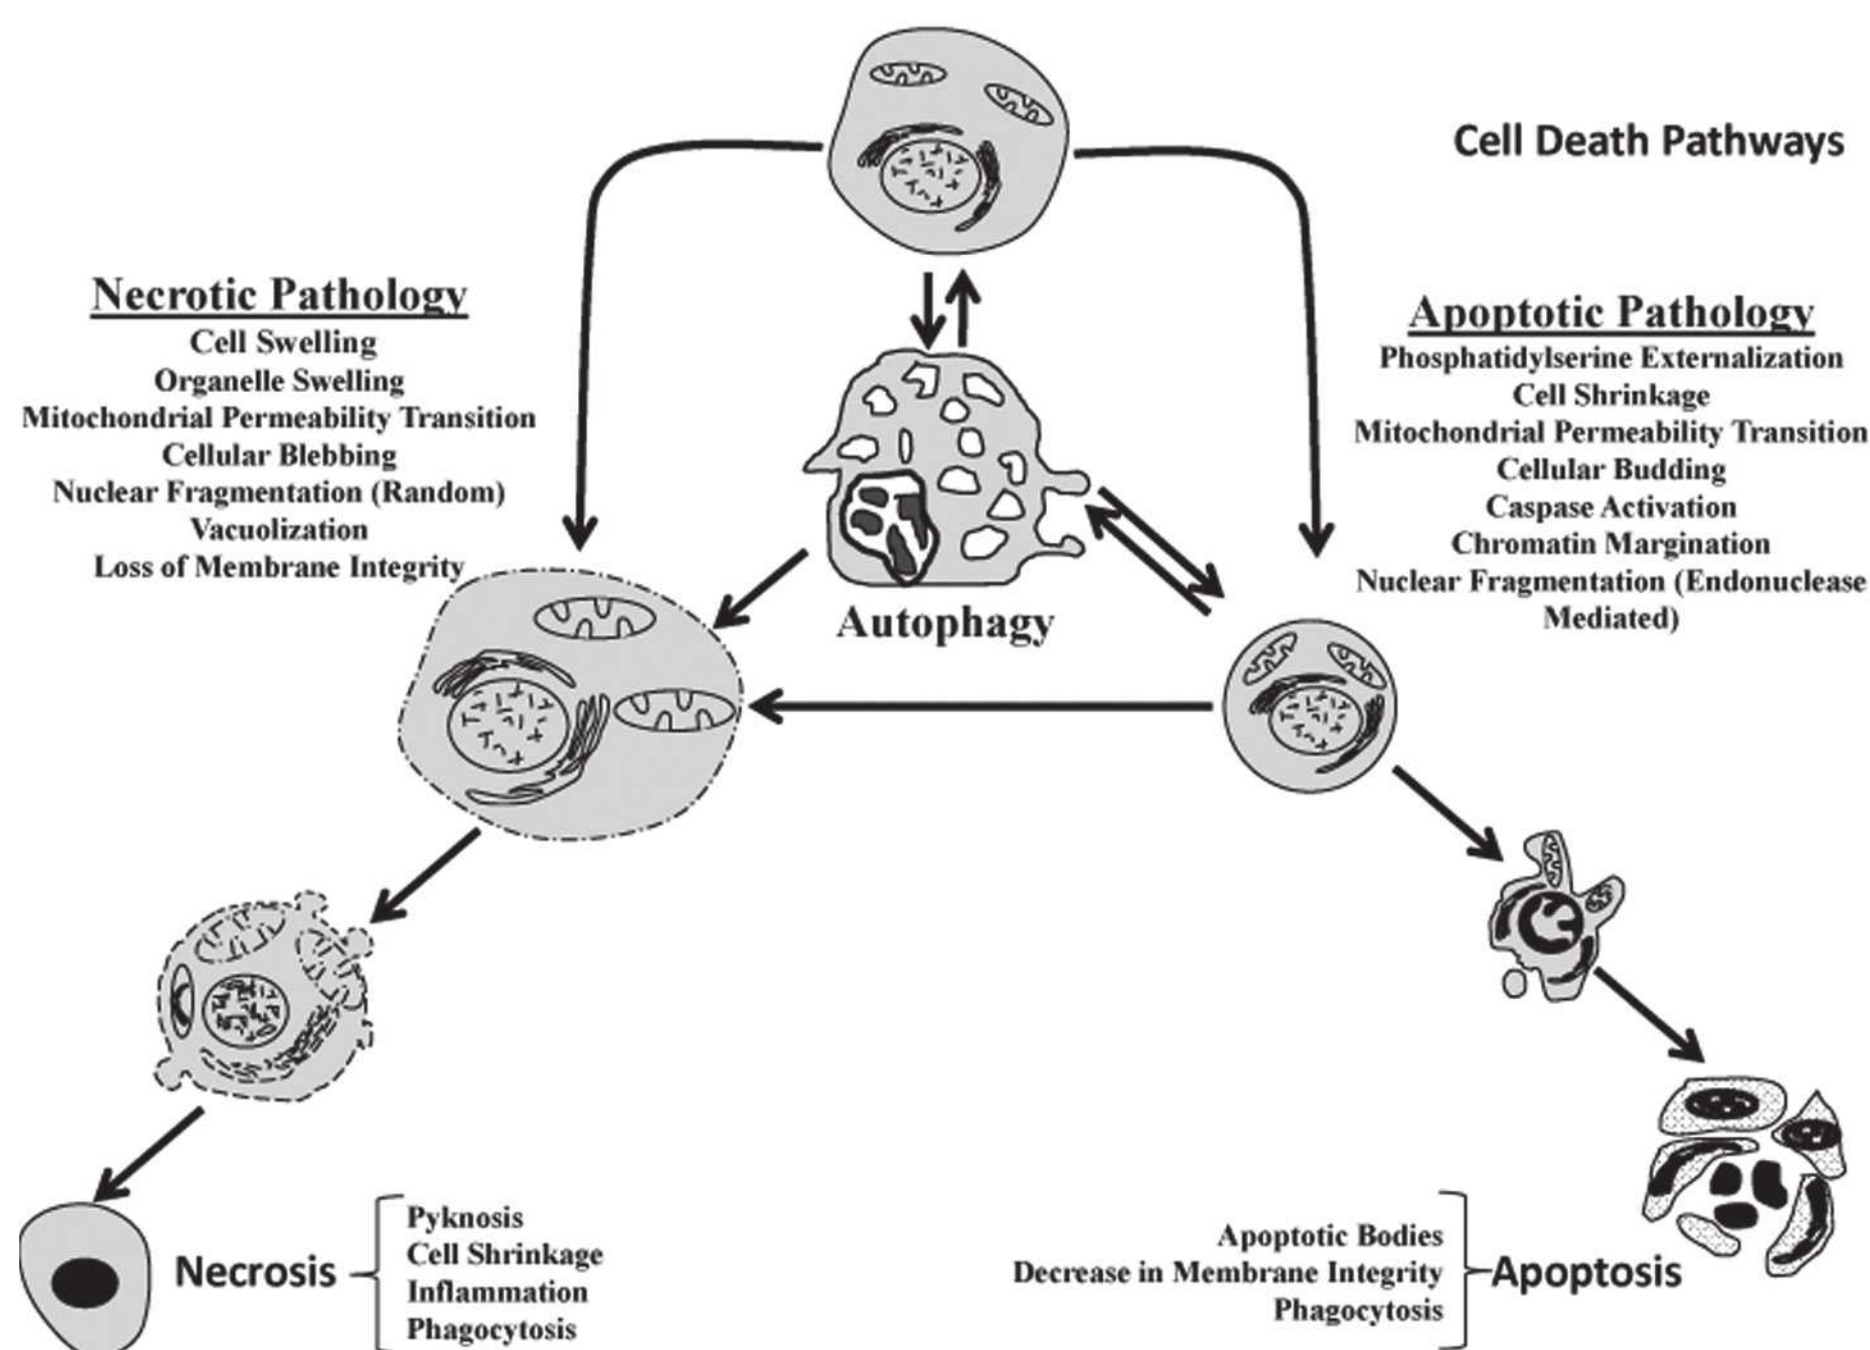 Cell Death Pathways
Necrotic Pathology
Cell Swelling
Organelle Swelling
Mitochondrial Permeability Transition
Cellular Blebbing
Nuclear Fragmentation (Random)
Vacuolization
Loss of Membrane Integrity
Apoptotic Pathology
Phosphatidylserine Externalization
Cell Shrinkage
Mitochondrial Permeability Transition
Cellular Budding
Caspase Activation
Chromatin Margination
Nuclear Fragmentation (Endonuclease
Mediated)
Autophagy
Necrosis
Pyknosis
Cell Shrinkage
Inflammation
Phagocytosis
Apoptotic Bodies
Decrease in Membrane Integrity
Phagocytosis
Apoptosis